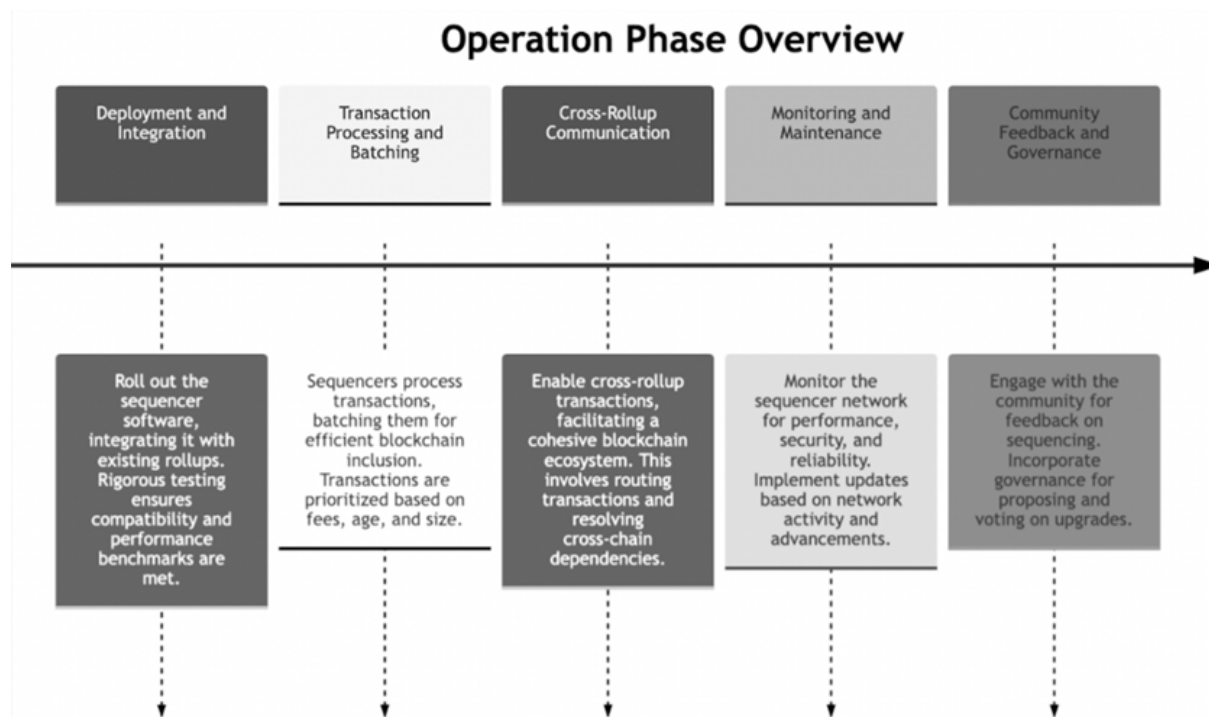 Operation Phase Overview
Deployment and
Integration
Transaction
Processing and
Batching
Cross-Rollup
Communication
Monitoring and
Maintenance
Community
Feedback and
Governance
Roll out the
sequencer
software,
integrating it with
existing rollups.
Rigorous testing
ensures
compatibility and
performance
benchmarks are
met.
Sequencers process
transactions,
batching them for
efficient blockchain
inclusion.
Transactions are
prioritized based on
fees, age, and size.
Enable cross-rollup
transactions,
facilitating a
cohesive blockchain
ecosystem. This
involves routing
transactions and
resolving
cross-chain
dependencies.
Monitor the
sequencer network
for performance,
security, and
reliability.
Implement updates
based on network
activity and
advancements.
Engage with the
community for
feedback on
sequencing.
Incorporate
governance for
proposing and
voting on upgrades.